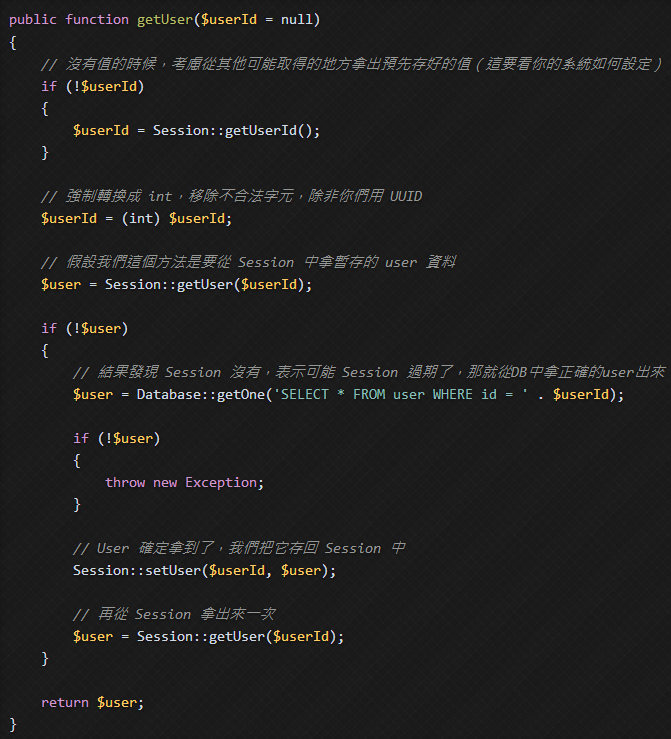 public function getUser($userId = null)
{
// 沒有值的時候，考慮從其他可能取得的地方拿出預先存好的值（這要看你的系統如何設定）
if (!$userId)
{
$userId = Session::getUserId();
}
// 強制轉換成 int，移除不合法字元，除非你們用 UUID
$userId = (int) $userId;
// 假設我們這個方法是要從 Session 中拿暫存的 user 資料
$user = Session::getUser($userId);
if (!$user)
{
// 結果發現 Session 沒有，表示可能 Session 過期了，那就從DB中拿正確的user出來
$user = Database::getOne('SELECT * FROM user WHERE id = ' . $userId);
if (!$user)
{
throw new Exception;
}
// User 確定拿到了，我們把它存回 Session 中
Session::setUser($userId, $user);
// 再從 Session 拿出來一次
$user = Session::getUser($userId);
}
return $user;
}